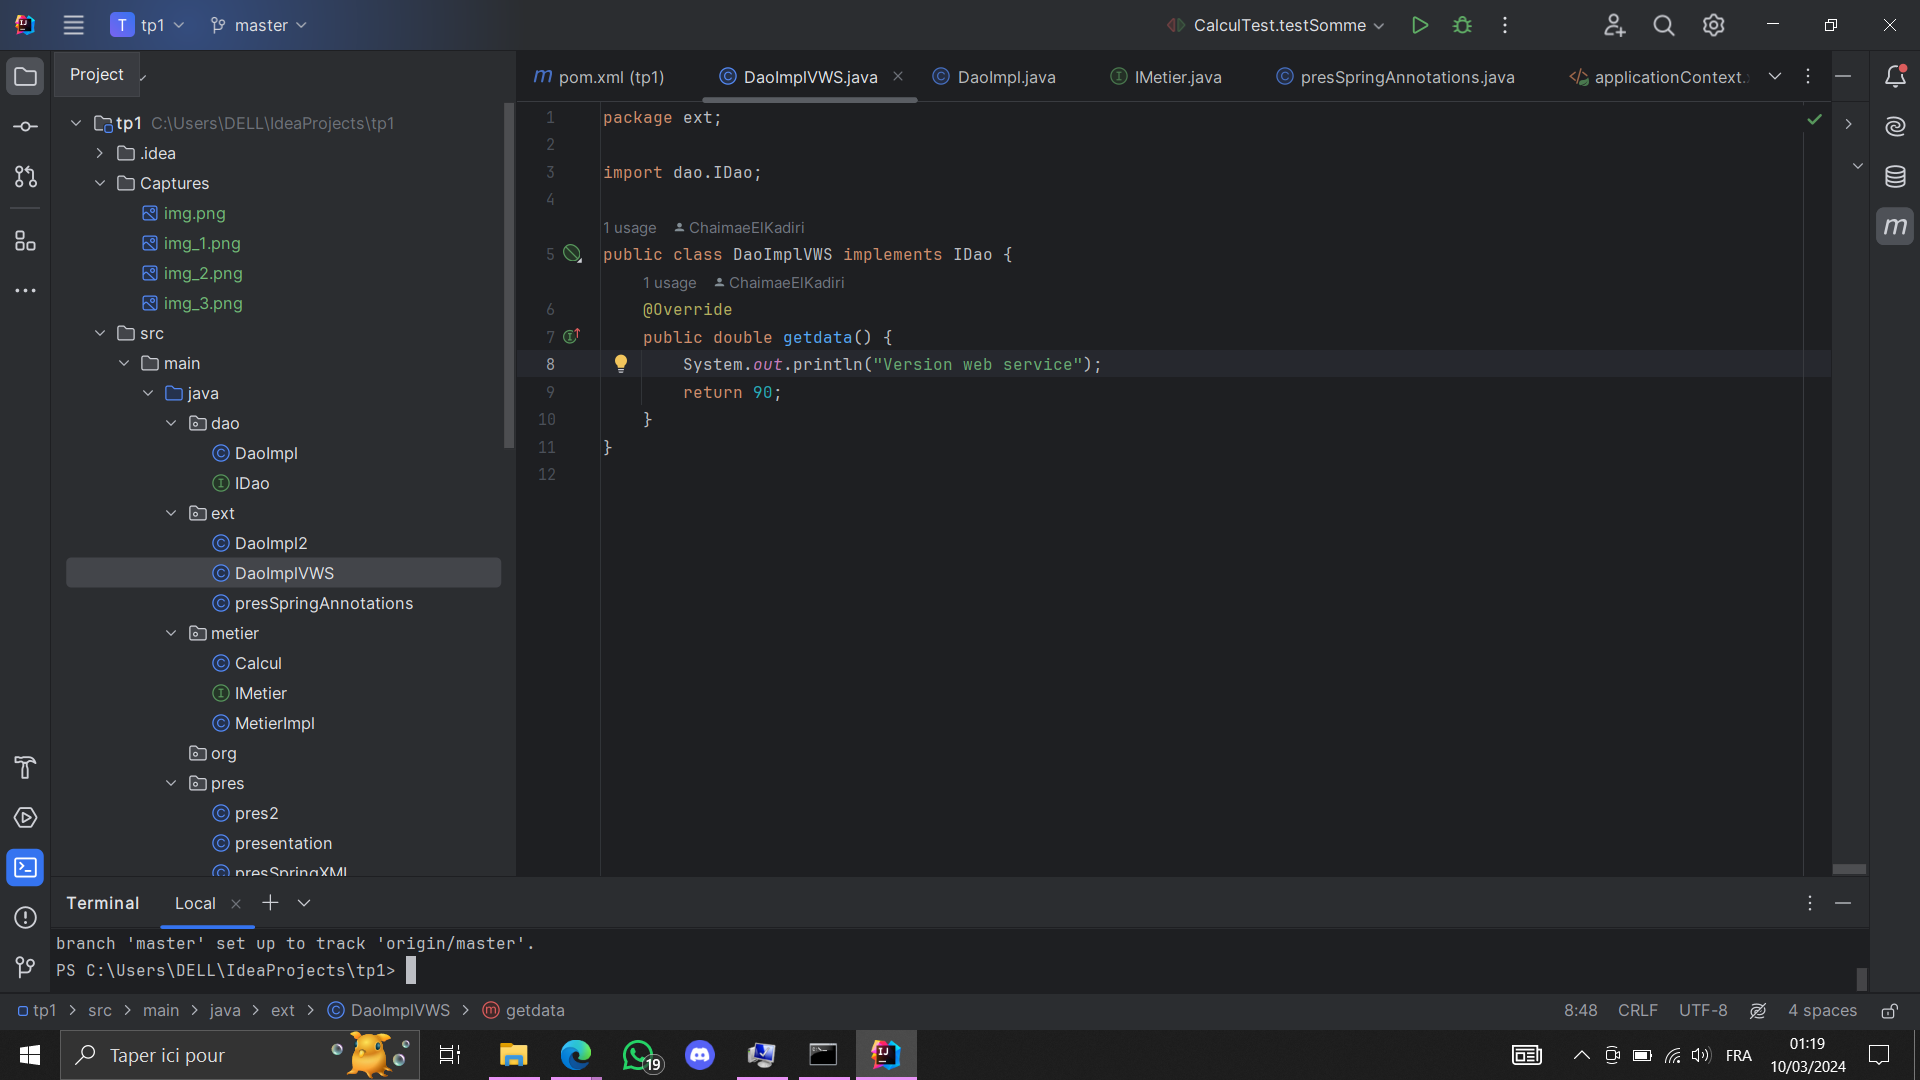 T tp1 master CalculTest.testSomme
Project
pom.xml (tp1) DaoImplVWS.java DaoImpl.java IMetier.java presSpringAnnotations.java applicationContext.
tp1 C:\Users\DELL\IdeaProjects\tp1
.idea
Captures
img.png
img_1.png
img_2.png
img_3.png
src
main
java
dao
DaoImpl
IDao
ext
DaoImpl2
DaoImplVWS
presSpringAnnotations
metier
Calcul
IMetier
MetierImpl
org
pres
pres2
presentation
presSpringXML
1 package ext;
2
3 import dao.IDao;
4
1 usage ChaimaeElKadiri
5 public class DaoImplVWS implements IDao {
1 usage ChaimaeElKadiri
6 @Override
7 public double getdata() {
8 System.out.println("Version web service");
9 return 90;
10 }
11 }
12
Terminal Local
branch 'master' set up to track 'origin/master'.
PS C:\Users\DELL\IdeaProjects\tp1>
tp1 > src > main > java > ext > DaoImplVWS > getdata 8:48 CRLF UTF-8 4 spaces
Taper ici pour 19 FRA 01:19
10/03/2024